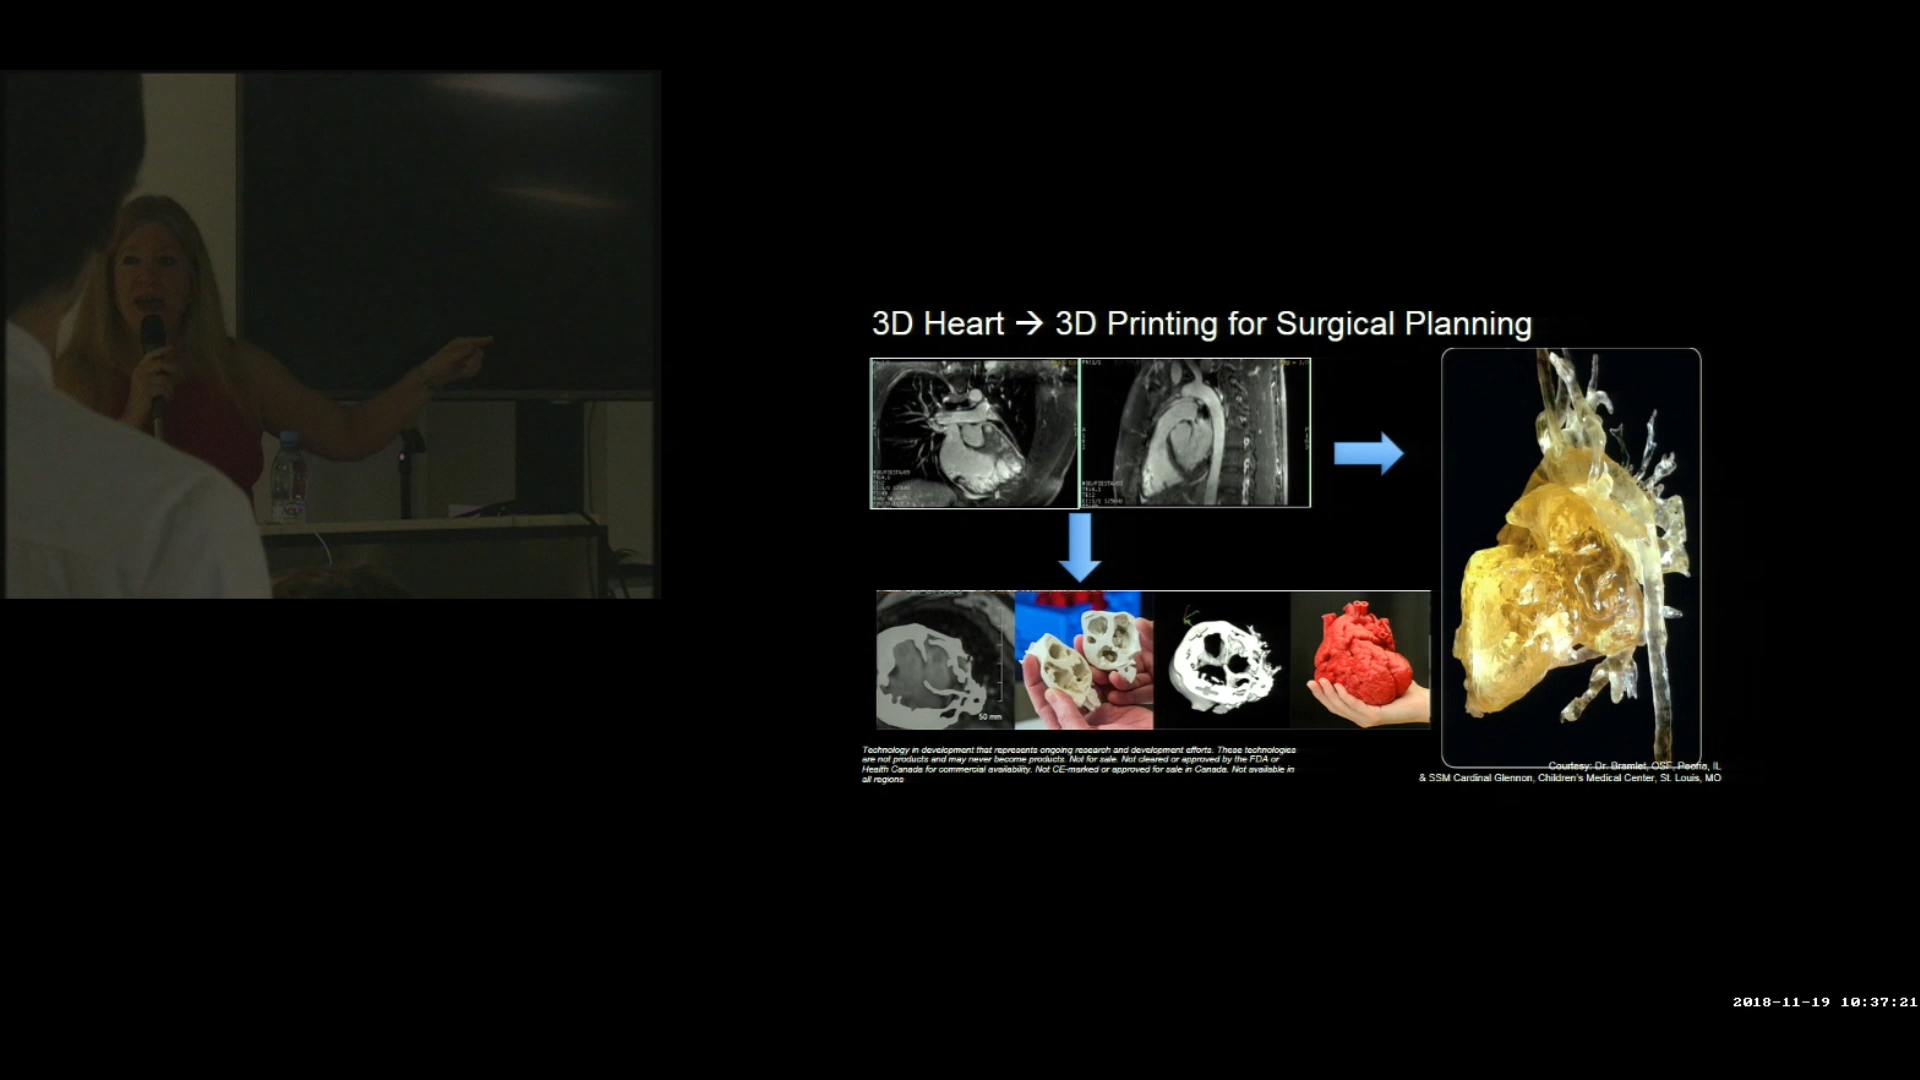 3D Heart → 3D Printing for Surgical Planning
50 mm
Technology in development that represents ongoing research and development efforts. These technologies
are not products and may never become products. Not for sale. Not cleared or approved by the FDA or
Health Canada for commercial availability. Not CE-marked or approved for sale in Canada. Not available in
all regions
Courtesy: Dr. Bramlet, OSF, Peoria, IL
& SSM Cardinal Glennon, Children's Medical Center, St. Louis, MO
2018-11-19 10:37:21